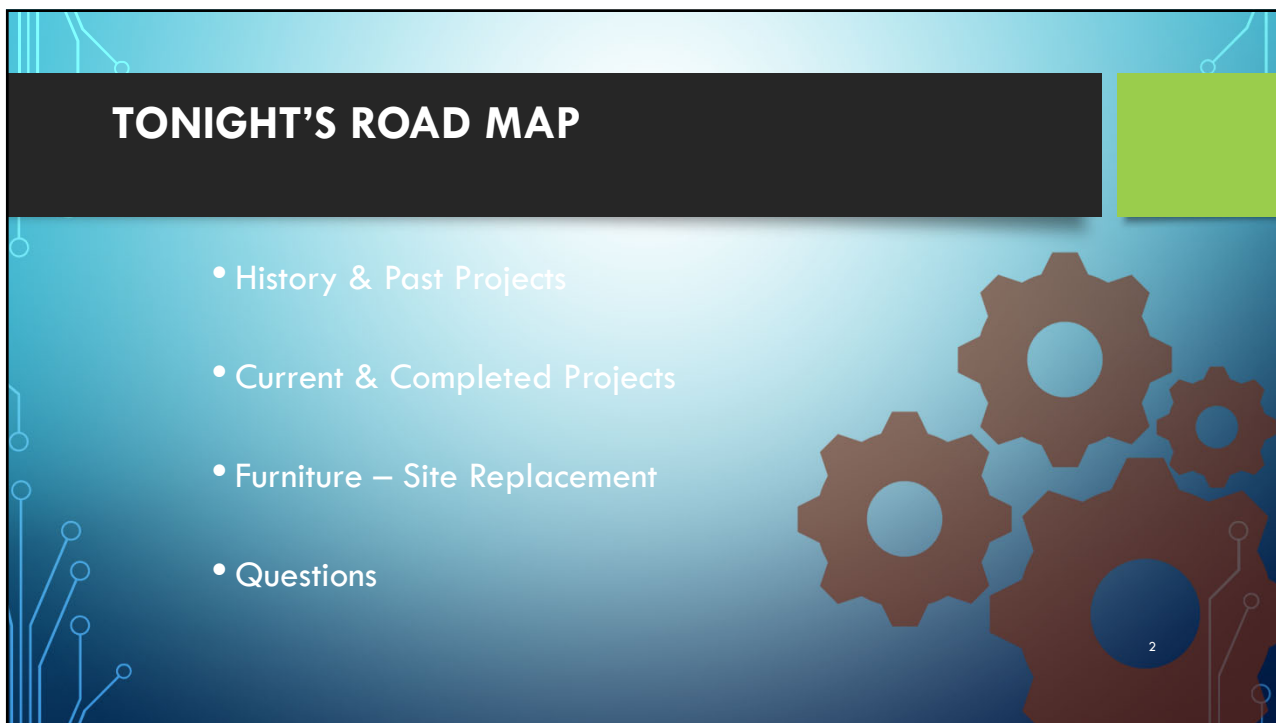 TONIGHT'S ROAD MAP
• History & Past Projects
• Current & Completed Projects
• Furniture – Site Replacement
• Questions
2